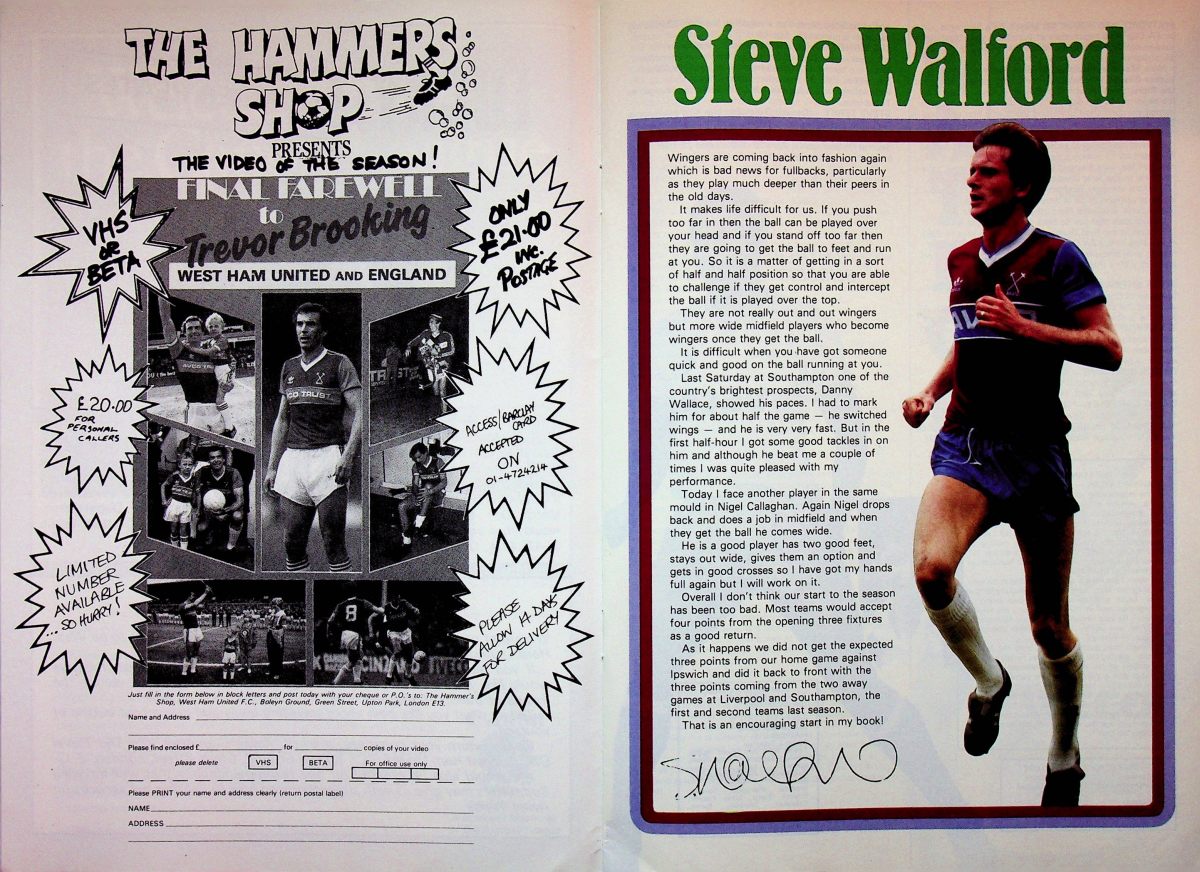 THE HAMMERS
SHOP
PRESENTS
THE VIDEO OF THE SEASON!
FINAL FAREWELL
to
Trevor Brooking
WEST HAM UNITED AND ENGLAND
VHS
OR
BETA
ONLY
£21.00
INC.
POSTAGE
£20.00
FOR
PERSONAL
CALLERS
ACCESS/BARCLAY
CARD
ACCEPTED
ON
01-4724214
LIMITED
NUMBER
AVAILABLE
... SO HURRY!
PLEASE
ALLOW 14 DAYS
FOR DELIVERY
AVCO TRUST
8
IVECO
Just fill in the form below in block letters and post today with your cheque or P.O.'s to: The Hammer's
Shop, West Ham United F.C., Boleyn Ground, Green Street, Upton Park, London E13.
Name and Address
Please find enclosed £ for copies of your video
please delete VHS BETA For office use only
Please PRINT your name and address clearly (return postal label)
NAME
ADDRESS
Steve Walford
Wingers are coming back into fashion again
which is bad news for fullbacks, particularly
as they play much deeper than their peers in
the old days.
It makes life difficult for us. If you push
too far in then the ball can be played over
your head and if you stand off too far then
they are going to get the ball to feet and run
at you. So it is a matter of getting in a sort
of half and half position so that you are able
to challenge if they get control and intercept
the ball if it is played over the top.
They are not really out and out wingers
but more wide midfield players who become
wingers once they get the ball.
It is difficult when you have got someone
quick and good on the ball running at you.
Last Saturday at Southampton one of the
country's brightest prospects, Danny
Wallace, showed his paces. I had to mark
him for about half the game — he switched
wings — and he is very very fast. But in the
first half-hour I got some good tackles in on
him and although he beat me a couple of
times I was quite pleased with my
performance.
Today I face another player in the same
mould in Nigel Callaghan. Again Nigel drops
back and does a job in midfield and when
they get the ball he comes wide.
He is a good player has two good feet,
stays out wide, gives them an option and
gets in good crosses so I have got my hands
full again but I will work on it.
Overall I don't think our start to the season
has been too bad. Most teams would accept
four points from the opening three fixtures
as a good return.
As it happens we did not get the expected
three points from our home game against
Ipswich and did it back to front with the
three points coming from the two away
games at Liverpool and Southampton, the
first and second teams last season.
That is an encouraging start in my book!